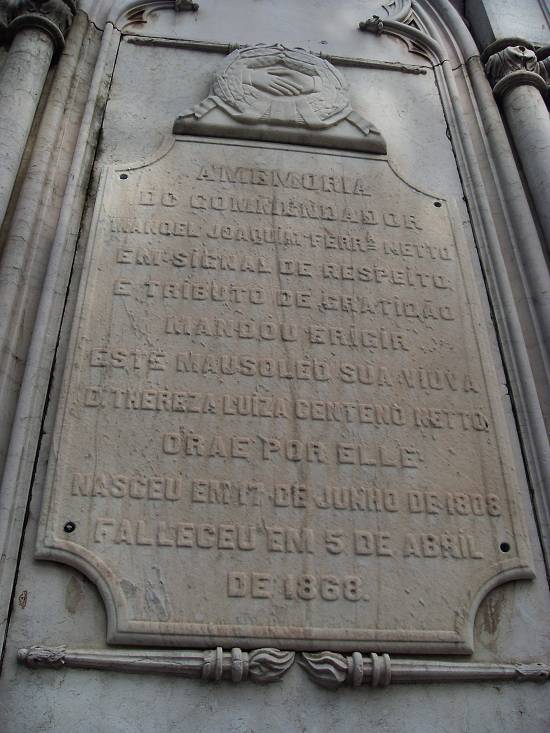 A MEMORIA
DO COMMENDADOR
MANOEL JOAQUIM FERRª NETTO
EM SIGNAL DE RESPEITO,
E TRIBUTO DE GRATIDÃO
MANDOU ERIGIR
ESTE MAUSOLEO SUA VIUVA
D. THEREZA LUIZA CENTENO NETTO,
ORAE POR ELLE
NASCEU EM 17 DE JUNHO DE 1808
FALLECEU EM 5 DE ABRIL
DE 1868.